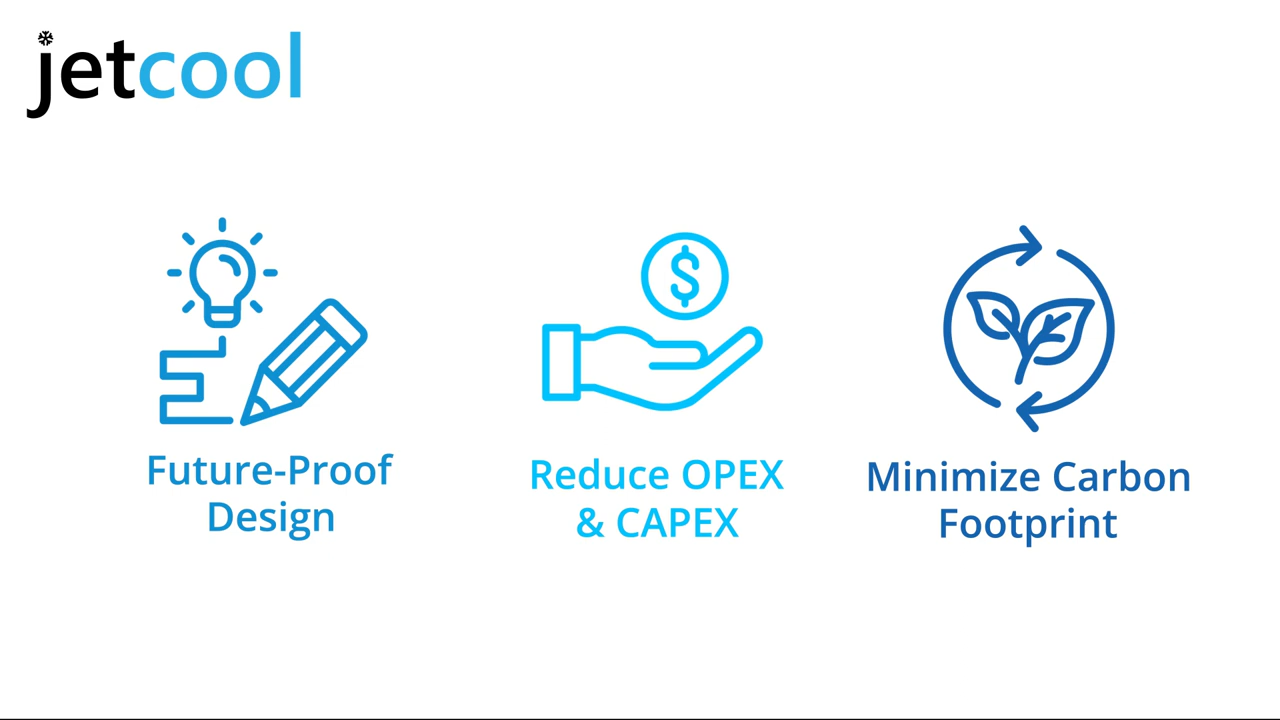 jetcool
$
Future-Proof
Design
Reduce OPEX
& CAPEX
Minimize Carbon
Footprint